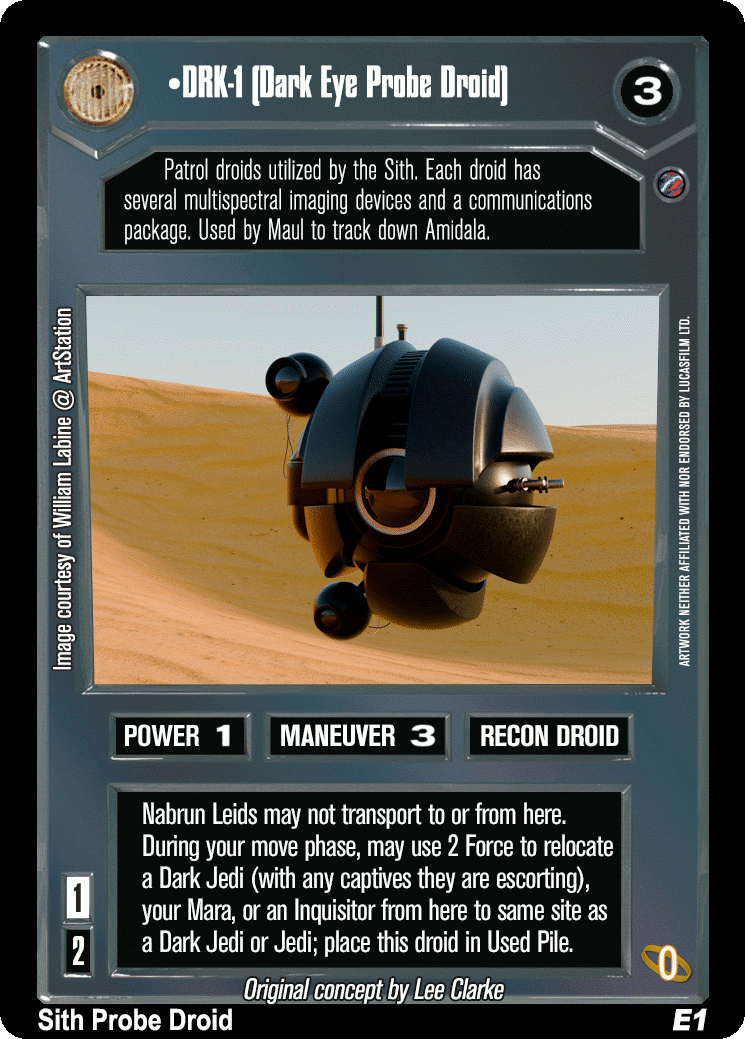 •DRK-1 (Dark Eye Probe Droid)
3
Patrol droids utilized by the Sith. Each droid has
several multispectral imaging devices and a communications
package. Used by Maul to track down Amidala.
Image courtesy of William Labine @ ArtStation
ARTWORK NEITHER AFFILIATED WITH NOR ENDORSED BY LUCASFILM LTD.
POWER 1
MANEUVER 3
RECON DROID
Nabrun Leids may not transport to or from here.
During your move phase, may use 2 Force to relocate
a Dark Jedi (with any captives they are escorting),
your Mara, or an Inquisitor from here to same site as
a Dark Jedi or Jedi; place this droid in Used Pile.
1
2
0
Original concept by Lee Clarke
Sith Probe Droid
E1